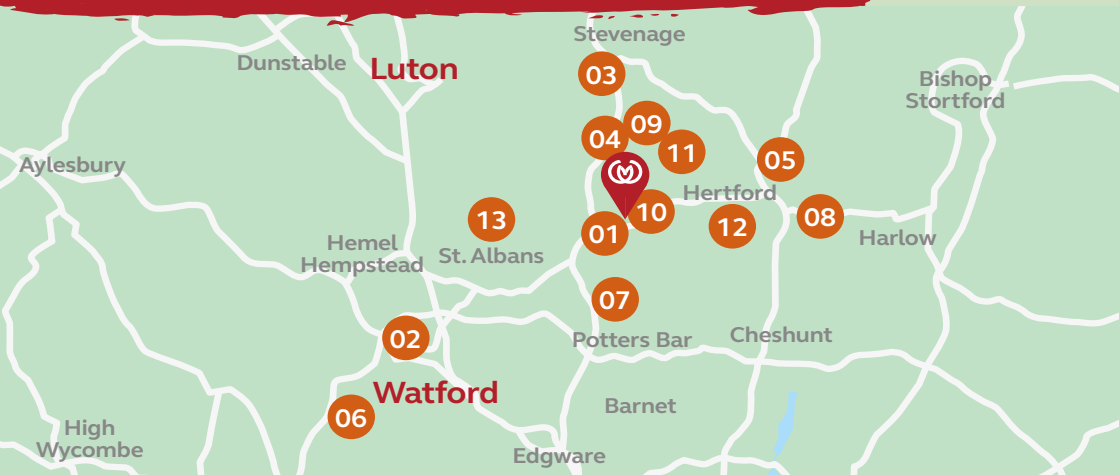 Stevenage
Dunstable
Luton
03
Bishop
Stortford
09
04
11
05
Aylesbury
Hertford
10
08
13
12
01
Harlow
Hemel
Hempstead
St. Albans
07
02
Potters Bar
Cheshunt
Watford
Barnet
06
High
Wycombe
Edgware